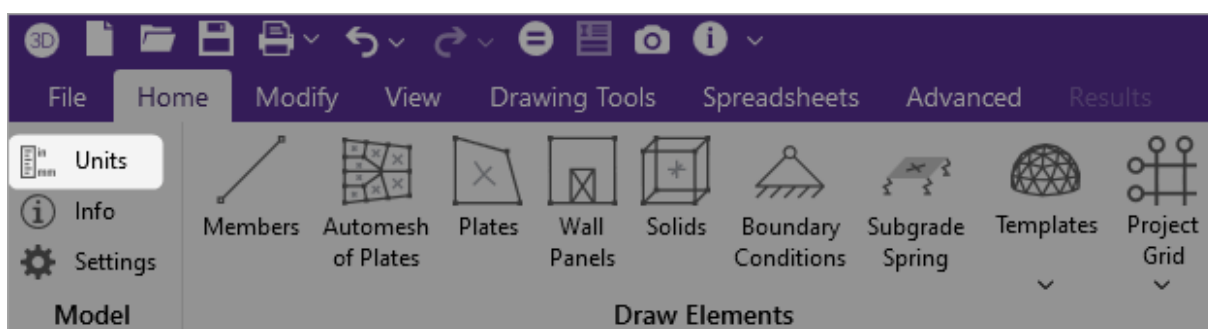 3D
File Home Modify View Drawing Tools Spreadsheets Advanced Results
in
mm Units
Info
Settings
Members Automesh of Plates Plates Wall Panels Solids Boundary Conditions Subgrade Spring Templates Project Grid
Model Draw Elements